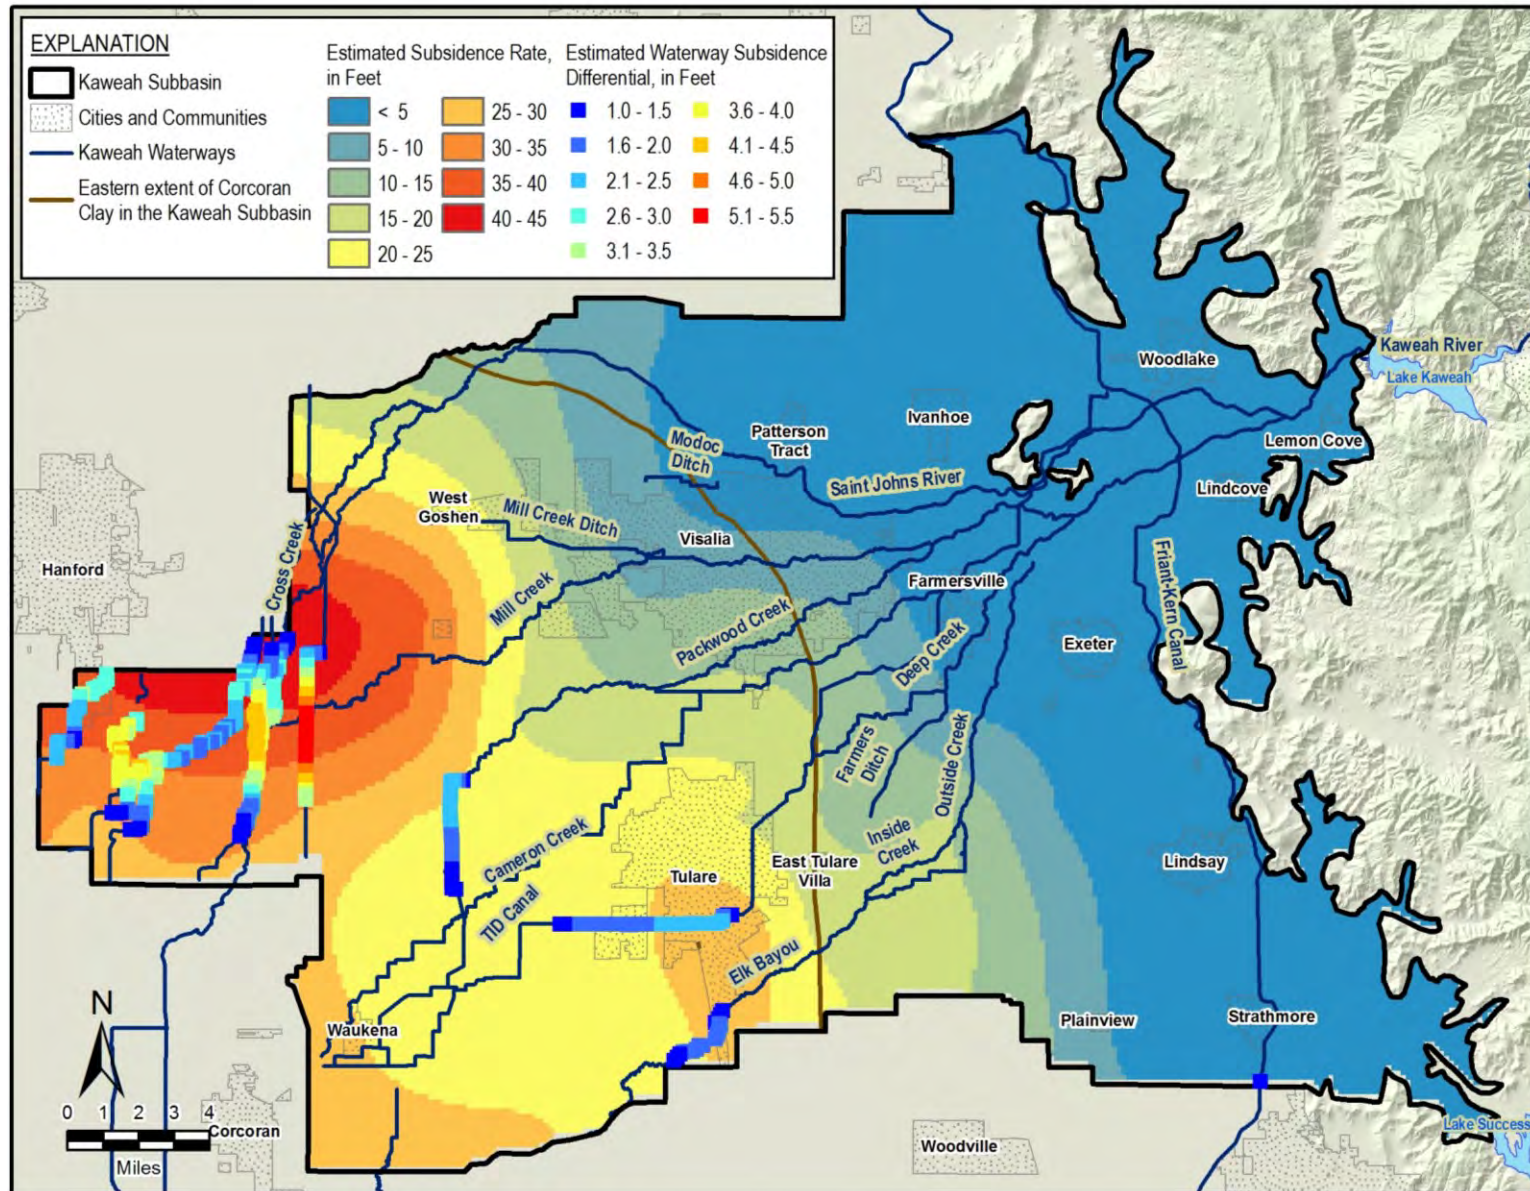 EXPLANATION
Kaweah Subbasin
Cities and Communities
Kaweah Waterways
Eastern extent of Corcoran
Clay in the Kaweah Subbasin
Estimated Subsidence Rate,
in Feet
< 5
5 - 10
10 - 15
15 - 20
20 - 25
25 - 30
30 - 35
35 - 40
40 - 45
Estimated Waterway Subsidence
Differential, in Feet
1.0 - 1.5
1.6 - 2.0
2.1 - 2.5
2.6 - 3.0
3.1 - 3.5
3.6 - 4.0
4.1 - 4.5
4.6 - 5.0
5.1 - 5.5
Kaweah River
Woodlake
Lake Kaweah
Ivanhoe
Patterson
Tract
Modoc
Ditch
Lemon Cove
Saint Johns River
Lindcove
West
Goshen
Mill Creek Ditch
Visalia
Hanford
Cross Creek
Mill Creek
Farmersville
Friant-Kern Canal
Packwood Creek
Exeter
Deep Creek
Farmers
Ditch
Outside Creek
Inside
Creek
Cameron Creek
Tulare
East Tulare
Villa
Lindsay
TID Canal
Elk Bayou
N
Waukena
Plainview
Strathmore
0 1 2 3 4
Miles
Corcoran
Woodville
Lake Success